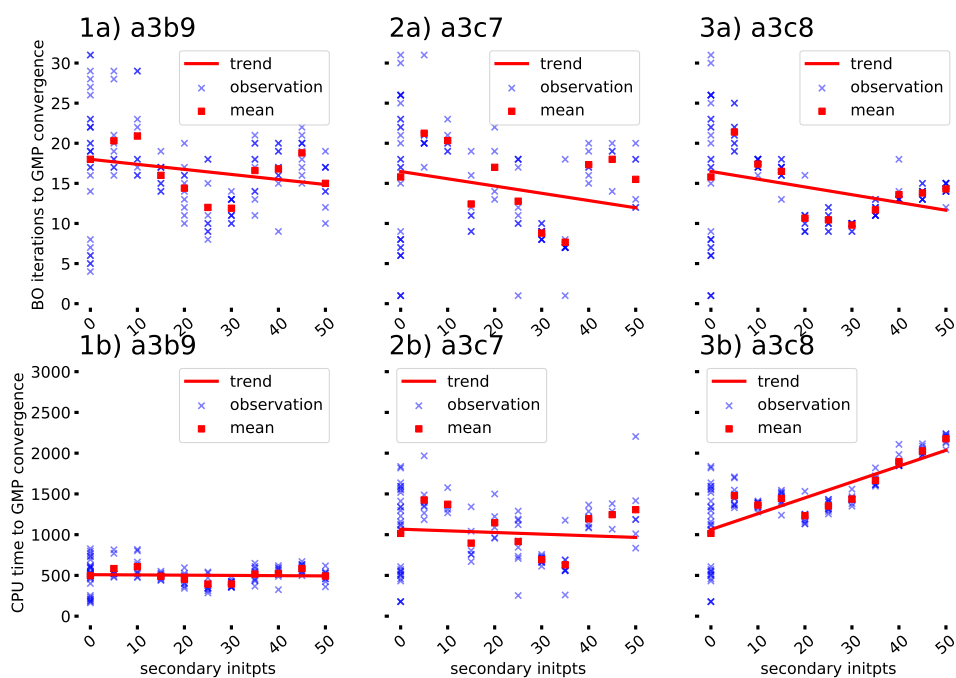 1a) a3b9
2a) a3c7
3a) a3c8
BO iterations to GMP convergence
30
25
20
15
10
5
0
trend
observation
mean
trend
observation
mean
trend
observation
mean
0 10 20 30 40 50
0 10 20 30 40 50
0 10 20 30 40 50
1b) a3b9
2b) a3c7
3b) a3c8
CPU time to GMP convergence
3000
2500
2000
1500
1000
500
0
trend
observation
mean
trend
observation
mean
trend
observation
mean
0 10 20 30 40 50
0 10 20 30 40 50
0 10 20 30 40 50
secondary initpts
secondary initpts
secondary initpts